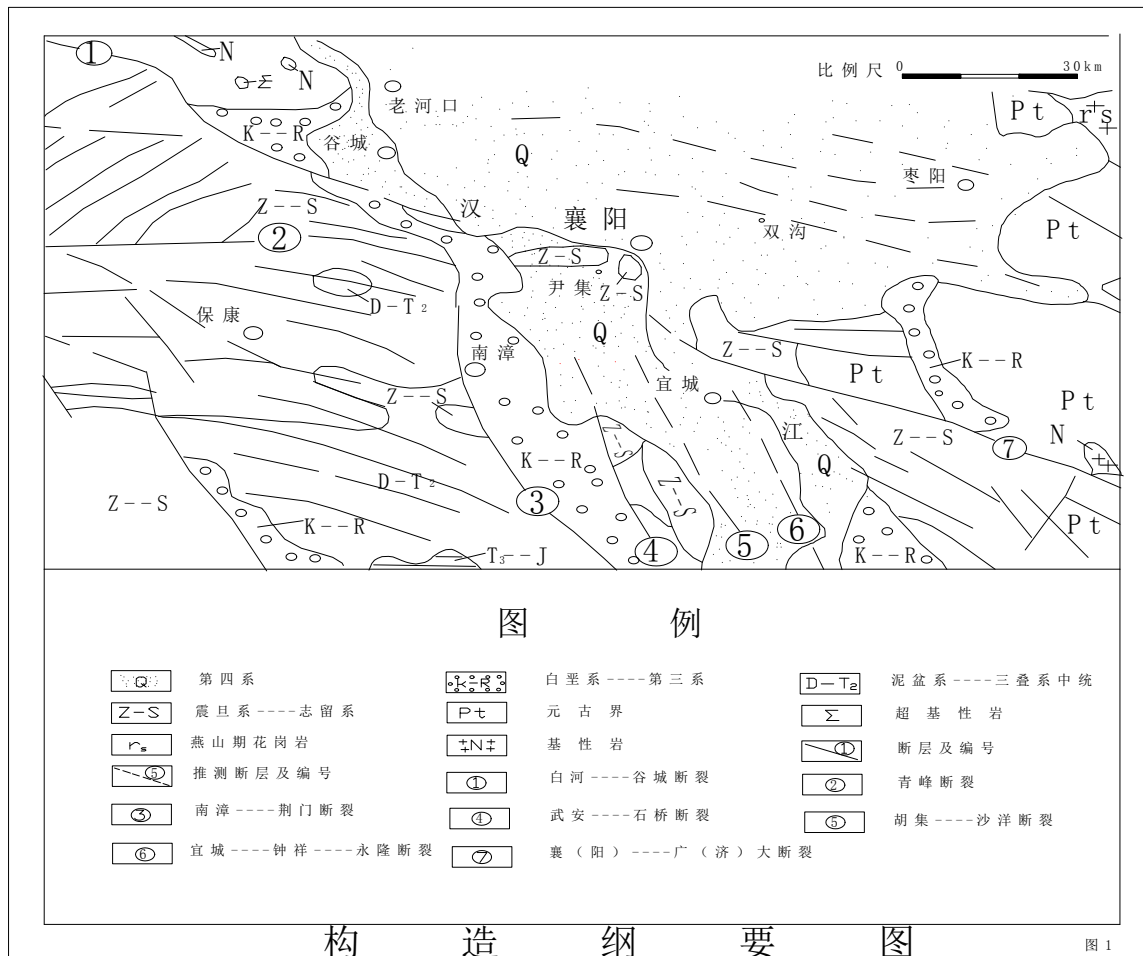 ① N
Σ N
比例尺 0 30km
老河口
Pt rs
K--R
谷城
Q
枣阳
Z--S
汉 襄阳
② 双沟 Pt
Z-S
尹集 Z-S
D-T₂
保康 Q
南漳 Z--S K--R
Pt
宜城
Z--S Pt
江 Z--S N
Z-S ⑦
K--R Q
D-T₂ Z-S
Z--S ③ ⑥ Pt
K--R ④ ⑤
T₃--J K--R
图 例
Q 第四系 K-R 白垩系----第三系 D-T₂ 泥盆系----三叠系中统
Z-S 震旦系----志留系 Pt 元古界 Σ 超基性岩
rs 燕山期花岗岩 N 基性岩 ① 断层及编号
⑤ 推测断层及编号 ① 白河----谷城断裂 ② 青峰断裂
③ 南漳----荆门断裂 ④ 武安----石桥断裂 ⑤ 胡集----沙洋断裂
⑥ 宜城----钟祥----永隆断裂 ⑦ 襄（阳）----广（济）大断裂
构造纲要图
图 1